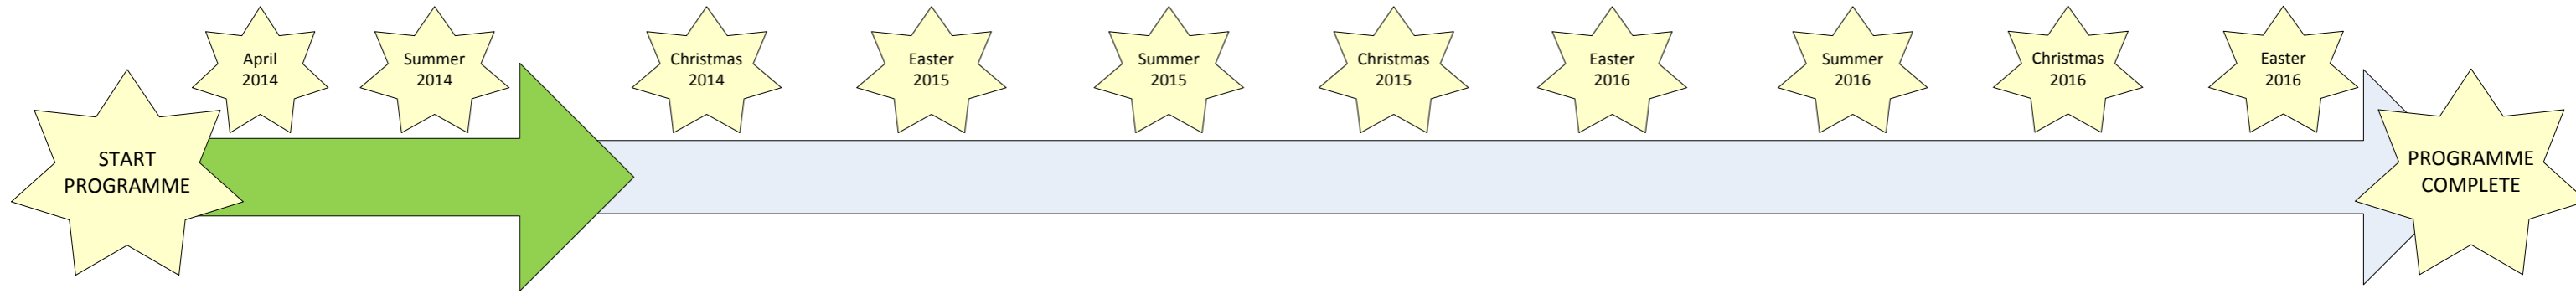 START
PROGRAMME
April
2014
Summer
2014
Christmas
2014
Easter
2015
Summer
2015
Christmas
2015
Easter
2016
Summer
2016
Christmas
2016
Easter
2016
PROGRAMME
COMPLETE